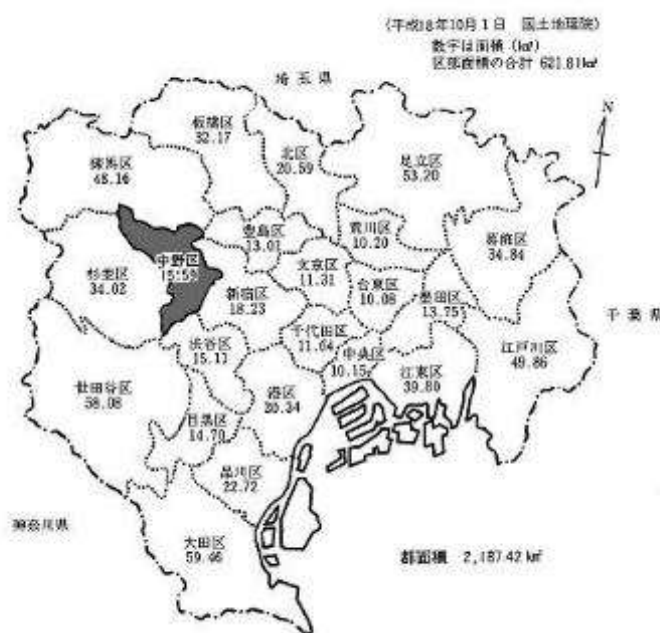 (平成18年10月1日 国土地理院)
数字は面積(km²)
区部面積の合計 621.81km²
埼玉県
N
板橋区
32.17
北区
20.59
足立区
53.20
練馬区
48.16
豊島区
13.01
荒川区
10.20
葛飾区
34.84
中野区
15.59
文京区
11.31
台東区
10.08
杉並区
34.02
新宿区
18.23
墨田区
13.75
千葉県
千代田区
11.64
江戸川区
49.86
渋谷区
15.11
中央区
10.15
江東区
39.80
世田谷区
58.08
港区
20.34
目黒区
14.70
品川区
22.72
神奈川県
大田区
59.46
都面積 2,187.42km²